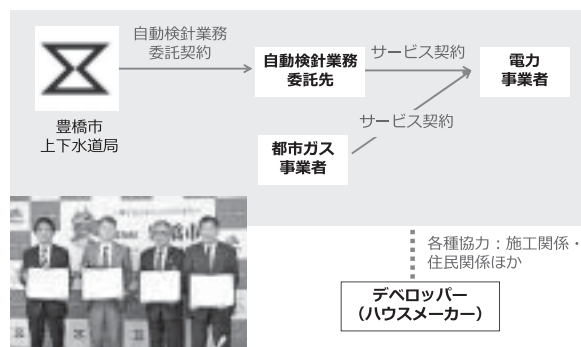 自動検針業務
委託契約
豊橋市
上下水道局
自動検針業務
委託先
サービス契約
電力
事業者
サービス契約
都市ガス
事業者
各種協力：施工関係・
住民関係ほか
デベロッパー
（ハウスメーカー）